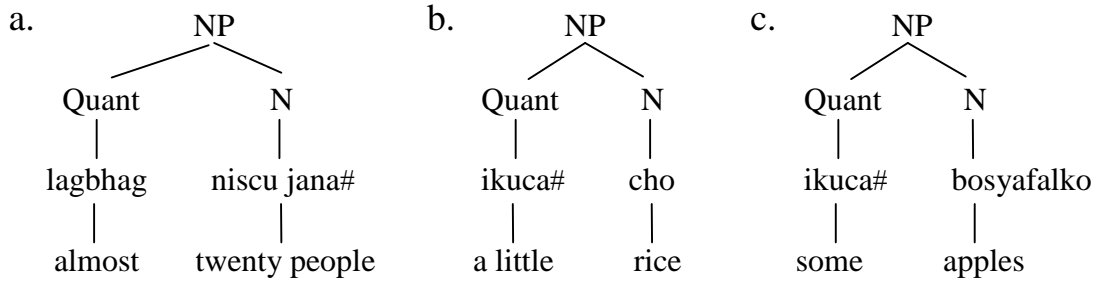 a. NP b. NP c. NP
Quant N Quant N Quant N
lagbhag niscu jana# ikuca# cho ikuca# bosyafalko
almost twenty people a little rice some apples